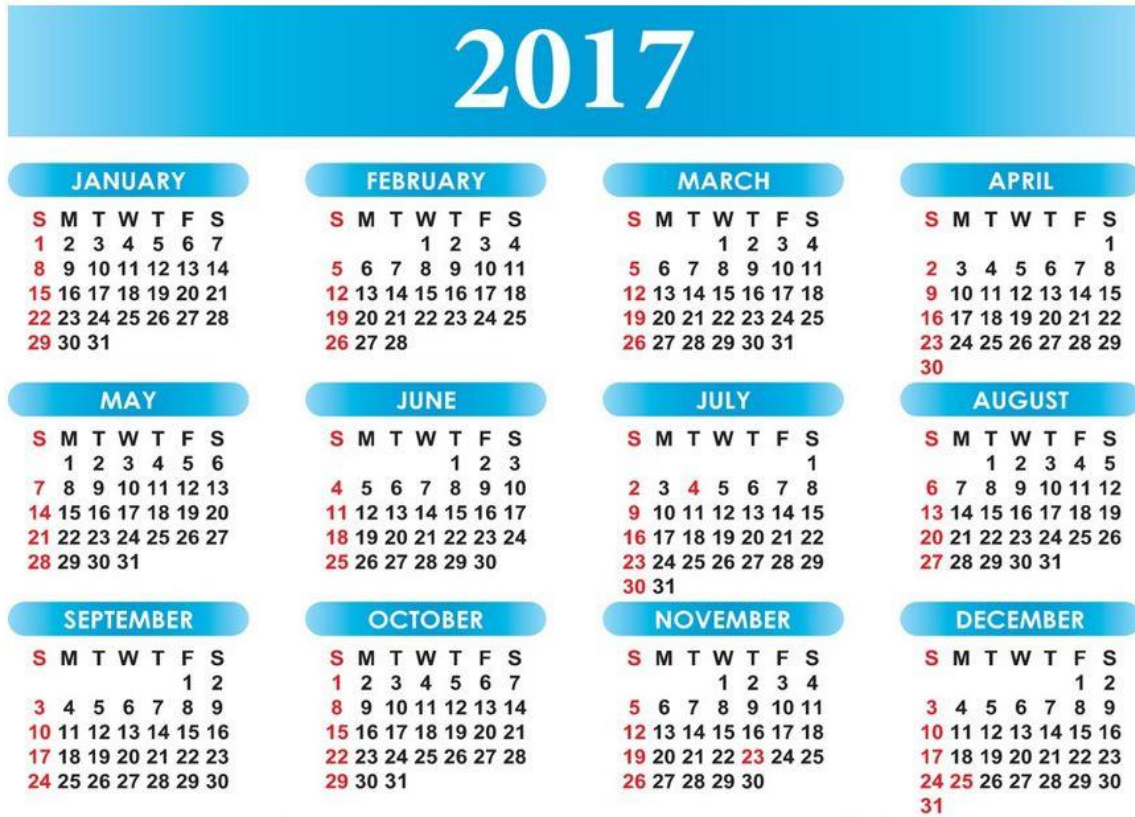 2017
JANUARY
S M T W T F S
1 2 3 4 5 6 7
8 9 10 11 12 13 14
15 16 17 18 19 20 21
22 23 24 25 26 27 28
29 30 31
FEBRUARY
S M T W T F S
1 2 3 4
5 6 7 8 9 10 11
12 13 14 15 16 17 18
19 20 21 22 23 24 25
26 27 28
MARCH
S M T W T F S
1 2 3 4
5 6 7 8 9 10 11
12 13 14 15 16 17 18
19 20 21 22 23 24 25
26 27 28 29 30 31
APRIL
S M T W T F S
1
2 3 4 5 6 7 8
9 10 11 12 13 14 15
16 17 18 19 20 21 22
23 24 25 26 27 28 29
30
MAY
S M T W T F S
1 2 3 4 5 6
7 8 9 10 11 12 13
14 15 16 17 18 19 20
21 22 23 24 25 26 27
28 29 30 31
JUNE
S M T W T F S
1 2 3
4 5 6 7 8 9 10
11 12 13 14 15 16 17
18 19 20 21 22 23 24
25 26 27 28 29 30
JULY
S M T W T F S
1
2 3 4 5 6 7 8
9 10 11 12 13 14 15
16 17 18 19 20 21 22
23 24 25 26 27 28 29
30 31
AUGUST
S M T W T F S
1 2 3 4 5
6 7 8 9 10 11 12
13 14 15 16 17 18 19
20 21 22 23 24 25 26
27 28 29 30 31
SEPTEMBER
S M T W T F S
1 2
3 4 5 6 7 8 9
10 11 12 13 14 15 16
17 18 19 20 21 22 23
24 25 26 27 28 29 30
OCTOBER
S M T W T F S
1 2 3 4 5 6 7
8 9 10 11 12 13 14
15 16 17 18 19 20 21
22 23 24 25 26 27 28
29 30 31
NOVEMBER
S M T W T F S
1 2 3 4
5 6 7 8 9 10 11
12 13 14 15 16 17 18
19 20 21 22 23 24 25
26 27 28 29 30
DECEMBER
S M T W T F S
1 2
3 4 5 6 7 8 9
10 11 12 13 14 15 16
17 18 19 20 21 22 23
24 25 26 27 28 29 30
31